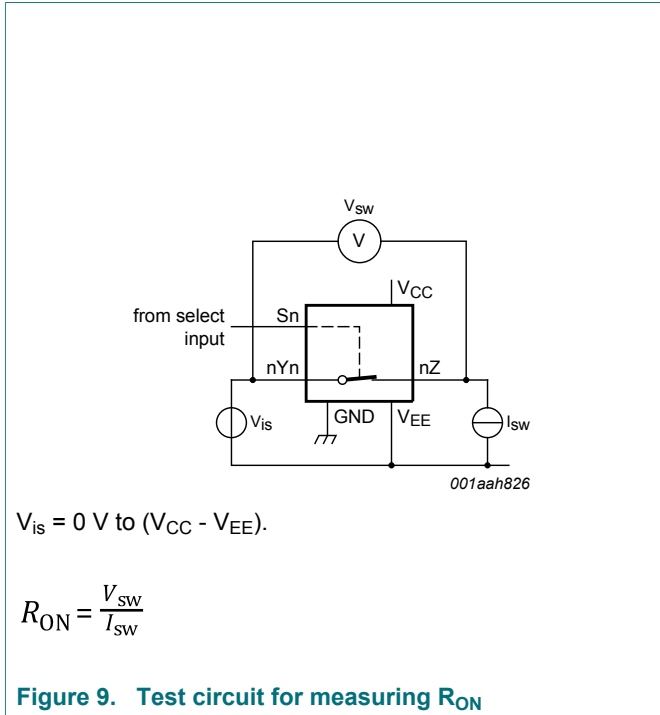 Vsw
V
VCC
from select
input
Sn
nYn
nZ
Vis
GND
VEE
Isw
001aah826
Vis = 0 V to (VCC - VEE).
RON = Vsw / Isw
Figure 9. Test circuit for measuring RON